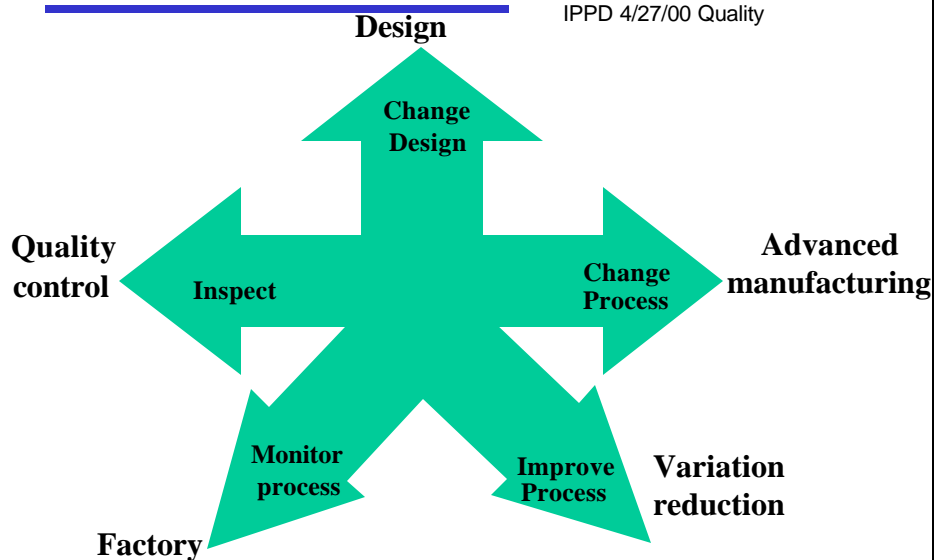 IPPD 4/27/00 Quality
Design
Change
Design
Quality
control
Inspect
Change
Process
Advanced
manufacturing
Monitor
process
Factory
Improve
Process
Variation
reduction